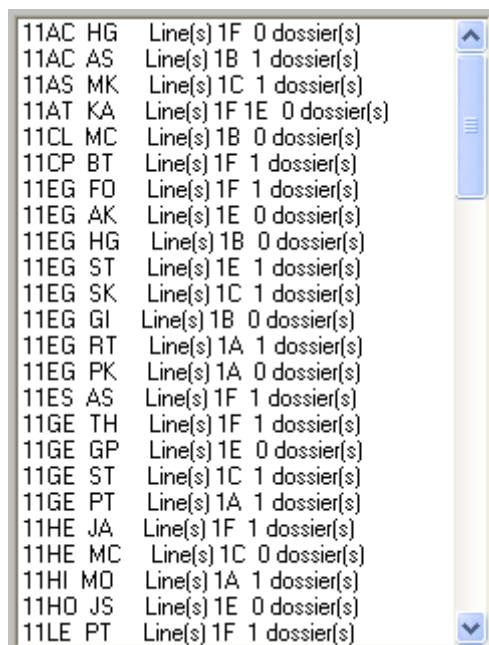 11AC HG Line(s) 1F 0 dossier(s)
11AC AS Line(s) 1B 1 dossier(s)
11AS MK Line(s) 1C 1 dossier(s)
11AT KA Line(s) 1F 1E 0 dossier(s)
11CL MC Line(s) 1B 0 dossier(s)
11CP BT Line(s) 1F 1 dossier(s)
11EG FO Line(s) 1F 1 dossier(s)
11EG AK Line(s) 1E 0 dossier(s)
11EG HG Line(s) 1B 0 dossier(s)
11EG ST Line(s) 1E 1 dossier(s)
11EG SK Line(s) 1C 1 dossier(s)
11EG GI Line(s) 1B 0 dossier(s)
11EG RT Line(s) 1A 1 dossier(s)
11EG PK Line(s) 1A 0 dossier(s)
11ES AS Line(s) 1F 1 dossier(s)
11GE TH Line(s) 1F 1 dossier(s)
11GE GP Line(s) 1E 0 dossier(s)
11GE ST Line(s) 1C 1 dossier(s)
11GE PT Line(s) 1A 1 dossier(s)
11HE JA Line(s) 1F 1 dossier(s)
11HE MC Line(s) 1C 0 dossier(s)
11HI MO Line(s) 1A 1 dossier(s)
11HO JS Line(s) 1E 0 dossier(s)
11LE PT Line(s) 1F 1 dossier(s)